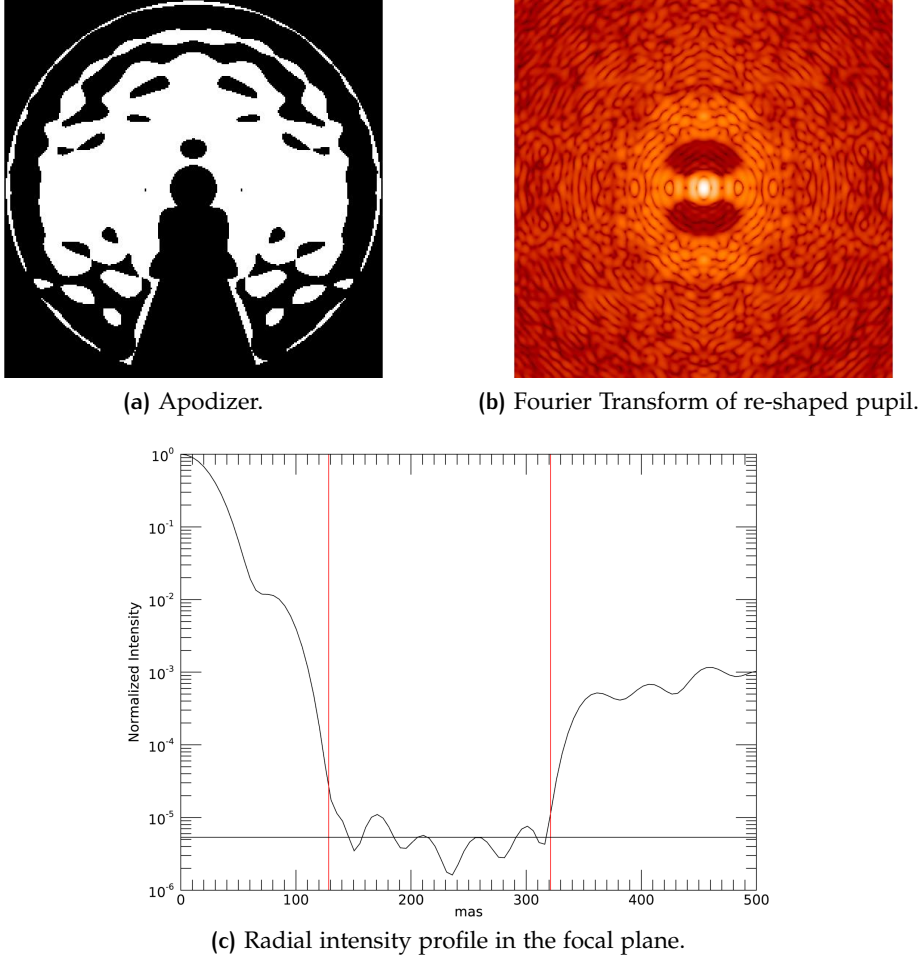 (a) Apodizer.
(b) Fourier Transform of re-shaped pupil.
10^0
10^-1
10^-2
10^-3
10^-4
10^-5
10^-6
Normalized Intensity
0 100 200 300 400 500
mas
(c) Radial intensity profile in the focal plane.